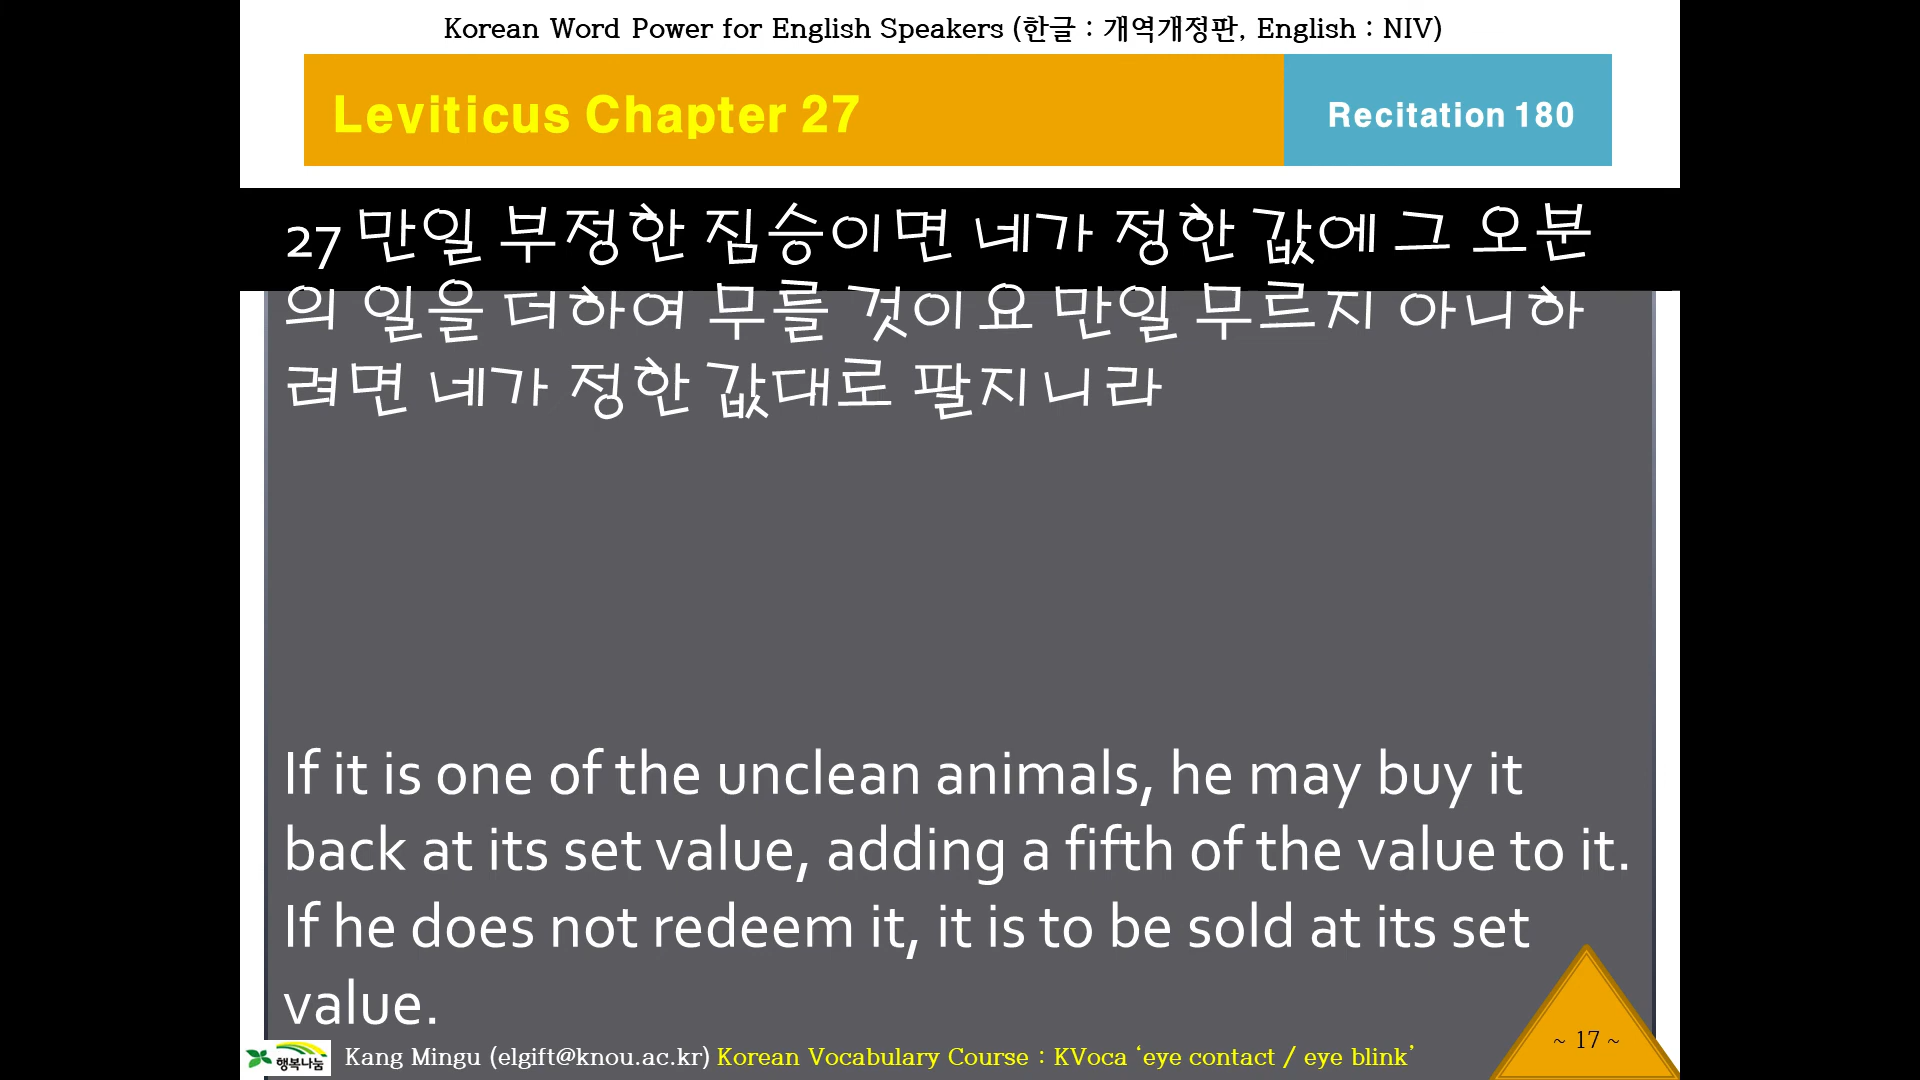 Korean Word Power for English Speakers (한글 : 개역개정판, English : NIV)
Leviticus Chapter 27
Recitation 180
27 만일 부정한 짐승이면 네가 정한 값에 그 오분
의 일을 더하여 무를 것이요 만일 무르지 아니하
려면 네가 정한 값대로 팔지니라
If it is one of the unclean animals, he may buy it
back at its set value, adding a fifth of the value to it.
If he does not redeem it, it is to be sold at its set
value.
~ 17 ~
행복나눔
Kang Mingu (elgift@knou.ac.kr) Korean Vocabulary Course : KVoca ‘eye contact / eye blink’